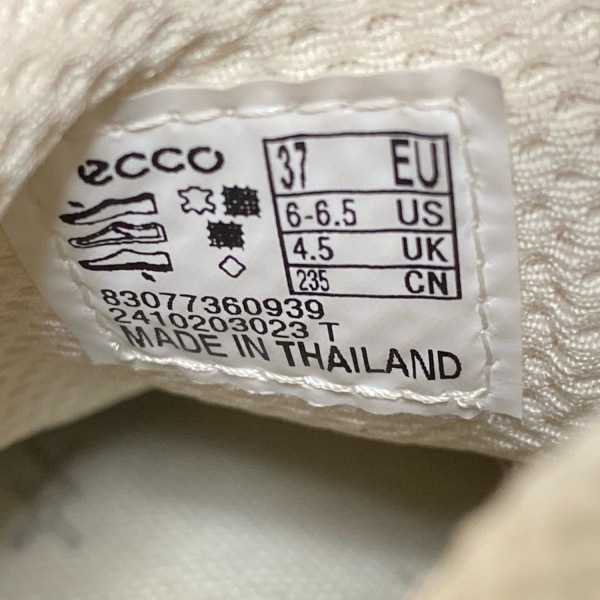 ecco
37 EU
6-6.5 US
4.5 UK
235 CN
83077360939
2410203023 T
MADE IN THAILAND